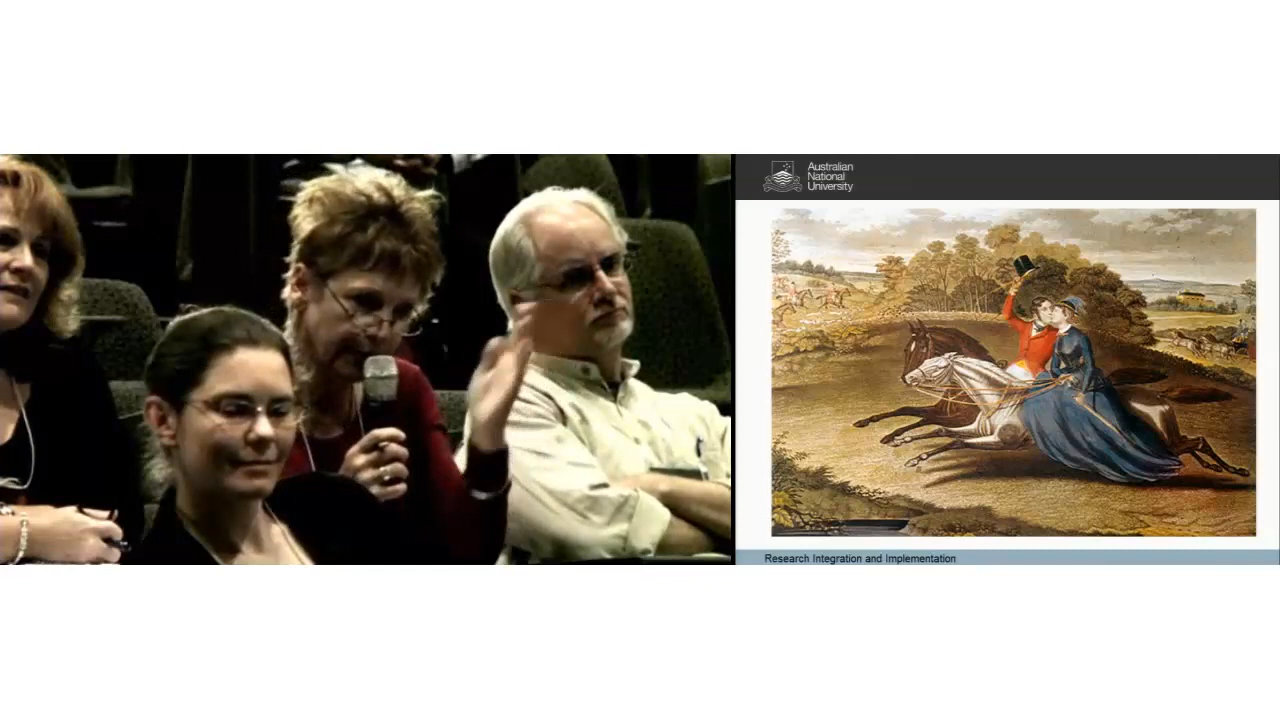 Australian
National
University
Research Integration and Implementation